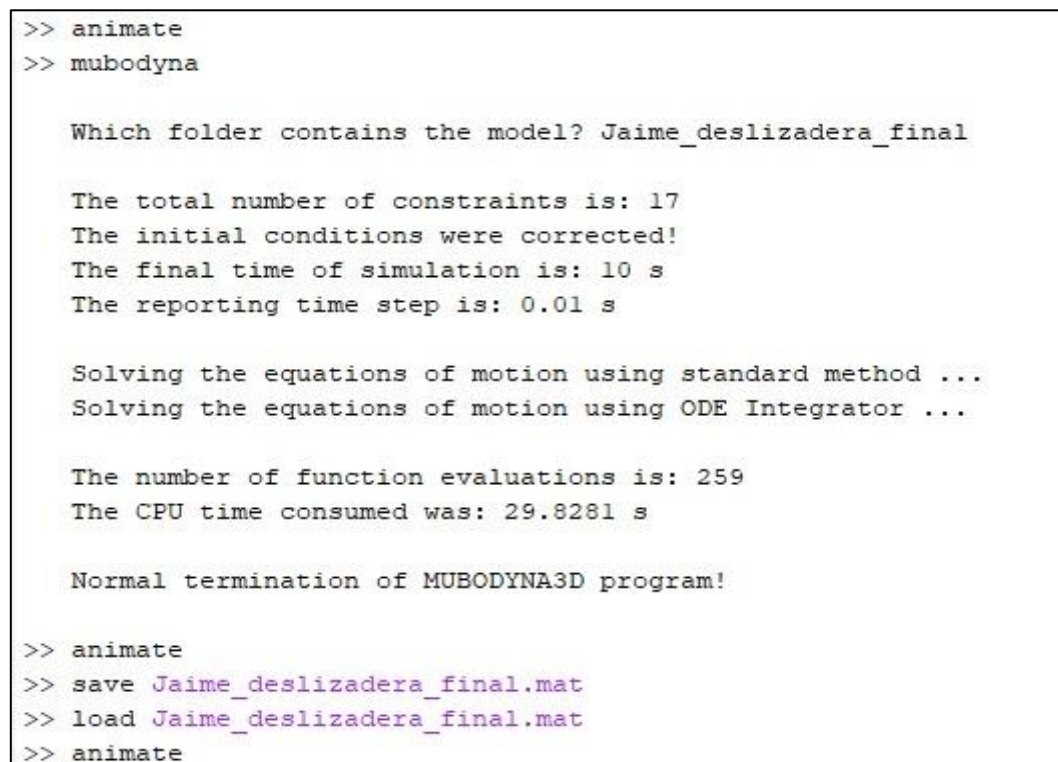 >> animate
>> mubodyna
Which folder contains the model? Jaime_deslizadera_final
The total number of constraints is: 17
The initial conditions were corrected!
The final time of simulation is: 10 s
The reporting time step is: 0.01 s
Solving the equations of motion using standard method ...
Solving the equations of motion using ODE Integrator ...
The number of function evaluations is: 259
The CPU time consumed was: 29.8281 s
Normal termination of MUBODYNA3D program!
>> animate
>> save Jaime_deslizadera_final.mat
>> load Jaime_deslizadera_final.mat
>> animate